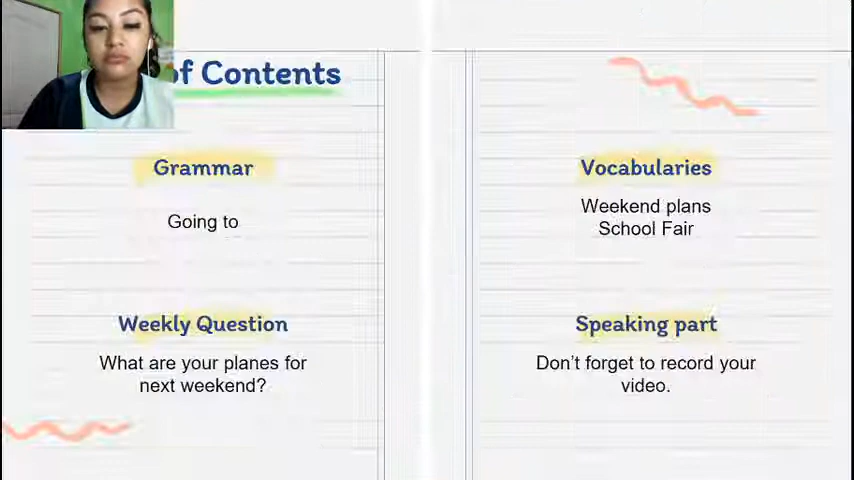 of Contents
Grammar
Going to
Vocabularies
Weekend plans
School Fair
Weekly Question
What are your planes for
next weekend?
Speaking part
Don't forget to record your
video.